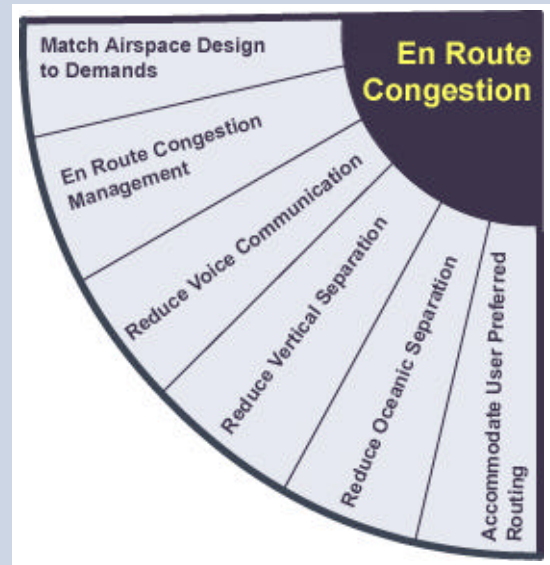 En Route
Congestion
Match Airspace Design
to Demands
En Route Congestion
Management
Reduce Voice Communication
Reduce Vertical Separation
Reduce Oceanic Separation
Accommodate User Preferred
Routing